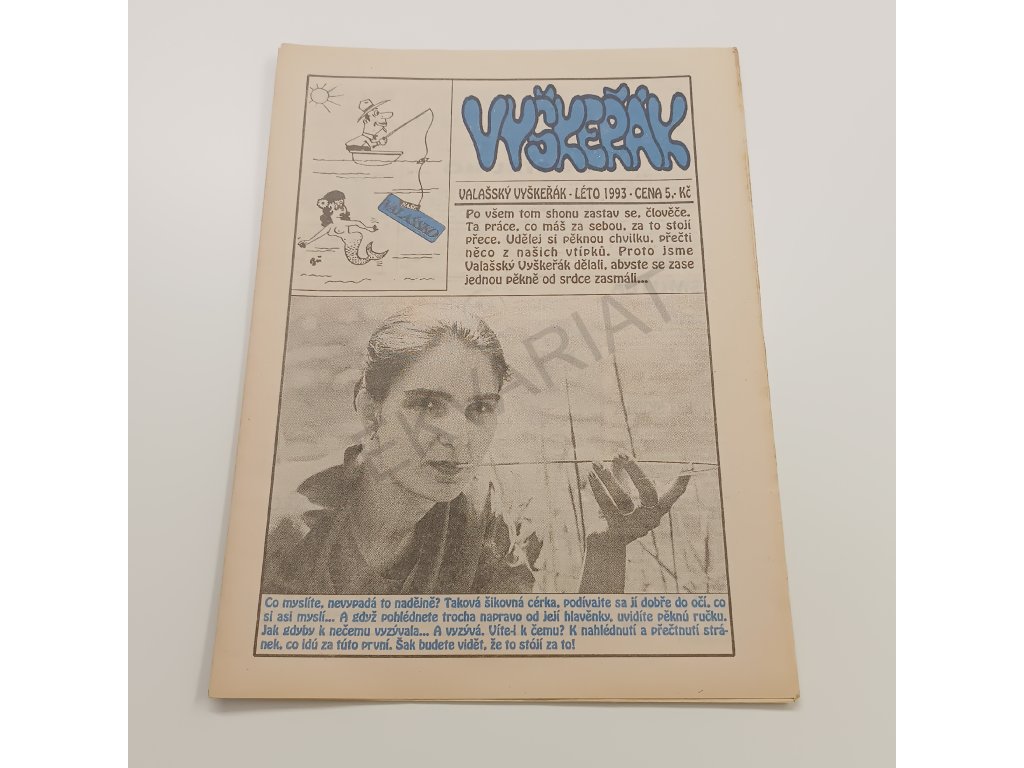 VYŠKEŘÁK
VALAŠSKÝ VYŠKEŘÁK - LÉTO 1993 - CENA 5,- Kč
Po všem tom shonu zastav se, člověče.
Ta práce, co máš za sebou, za to stojí
přece. Udělej si pěknou chvilku, přečti
něco z našich vtípků. Proto jsme
Valašský Vyškeřák dělali, abyste se zase
jednou pěkně od srdce zasmáli...
VALAŠSKO
Co myslíte, nevypadá to nadějně? Taková šikovná cérka, podívajte sa jí dobře do očí, co
si asi myslí... A gdyž pohlédnete trocha napravo od její hlavěnky, uvidíte pěknú ručku.
Jak gdyby k nečemu vyzývala... A vyzývá. Víte-i k čemu? K nahlédnutí a přečtnutí strá-
nek, co idú za túto první. Šak budete vidět, že to stójí za to!
KVARIAT